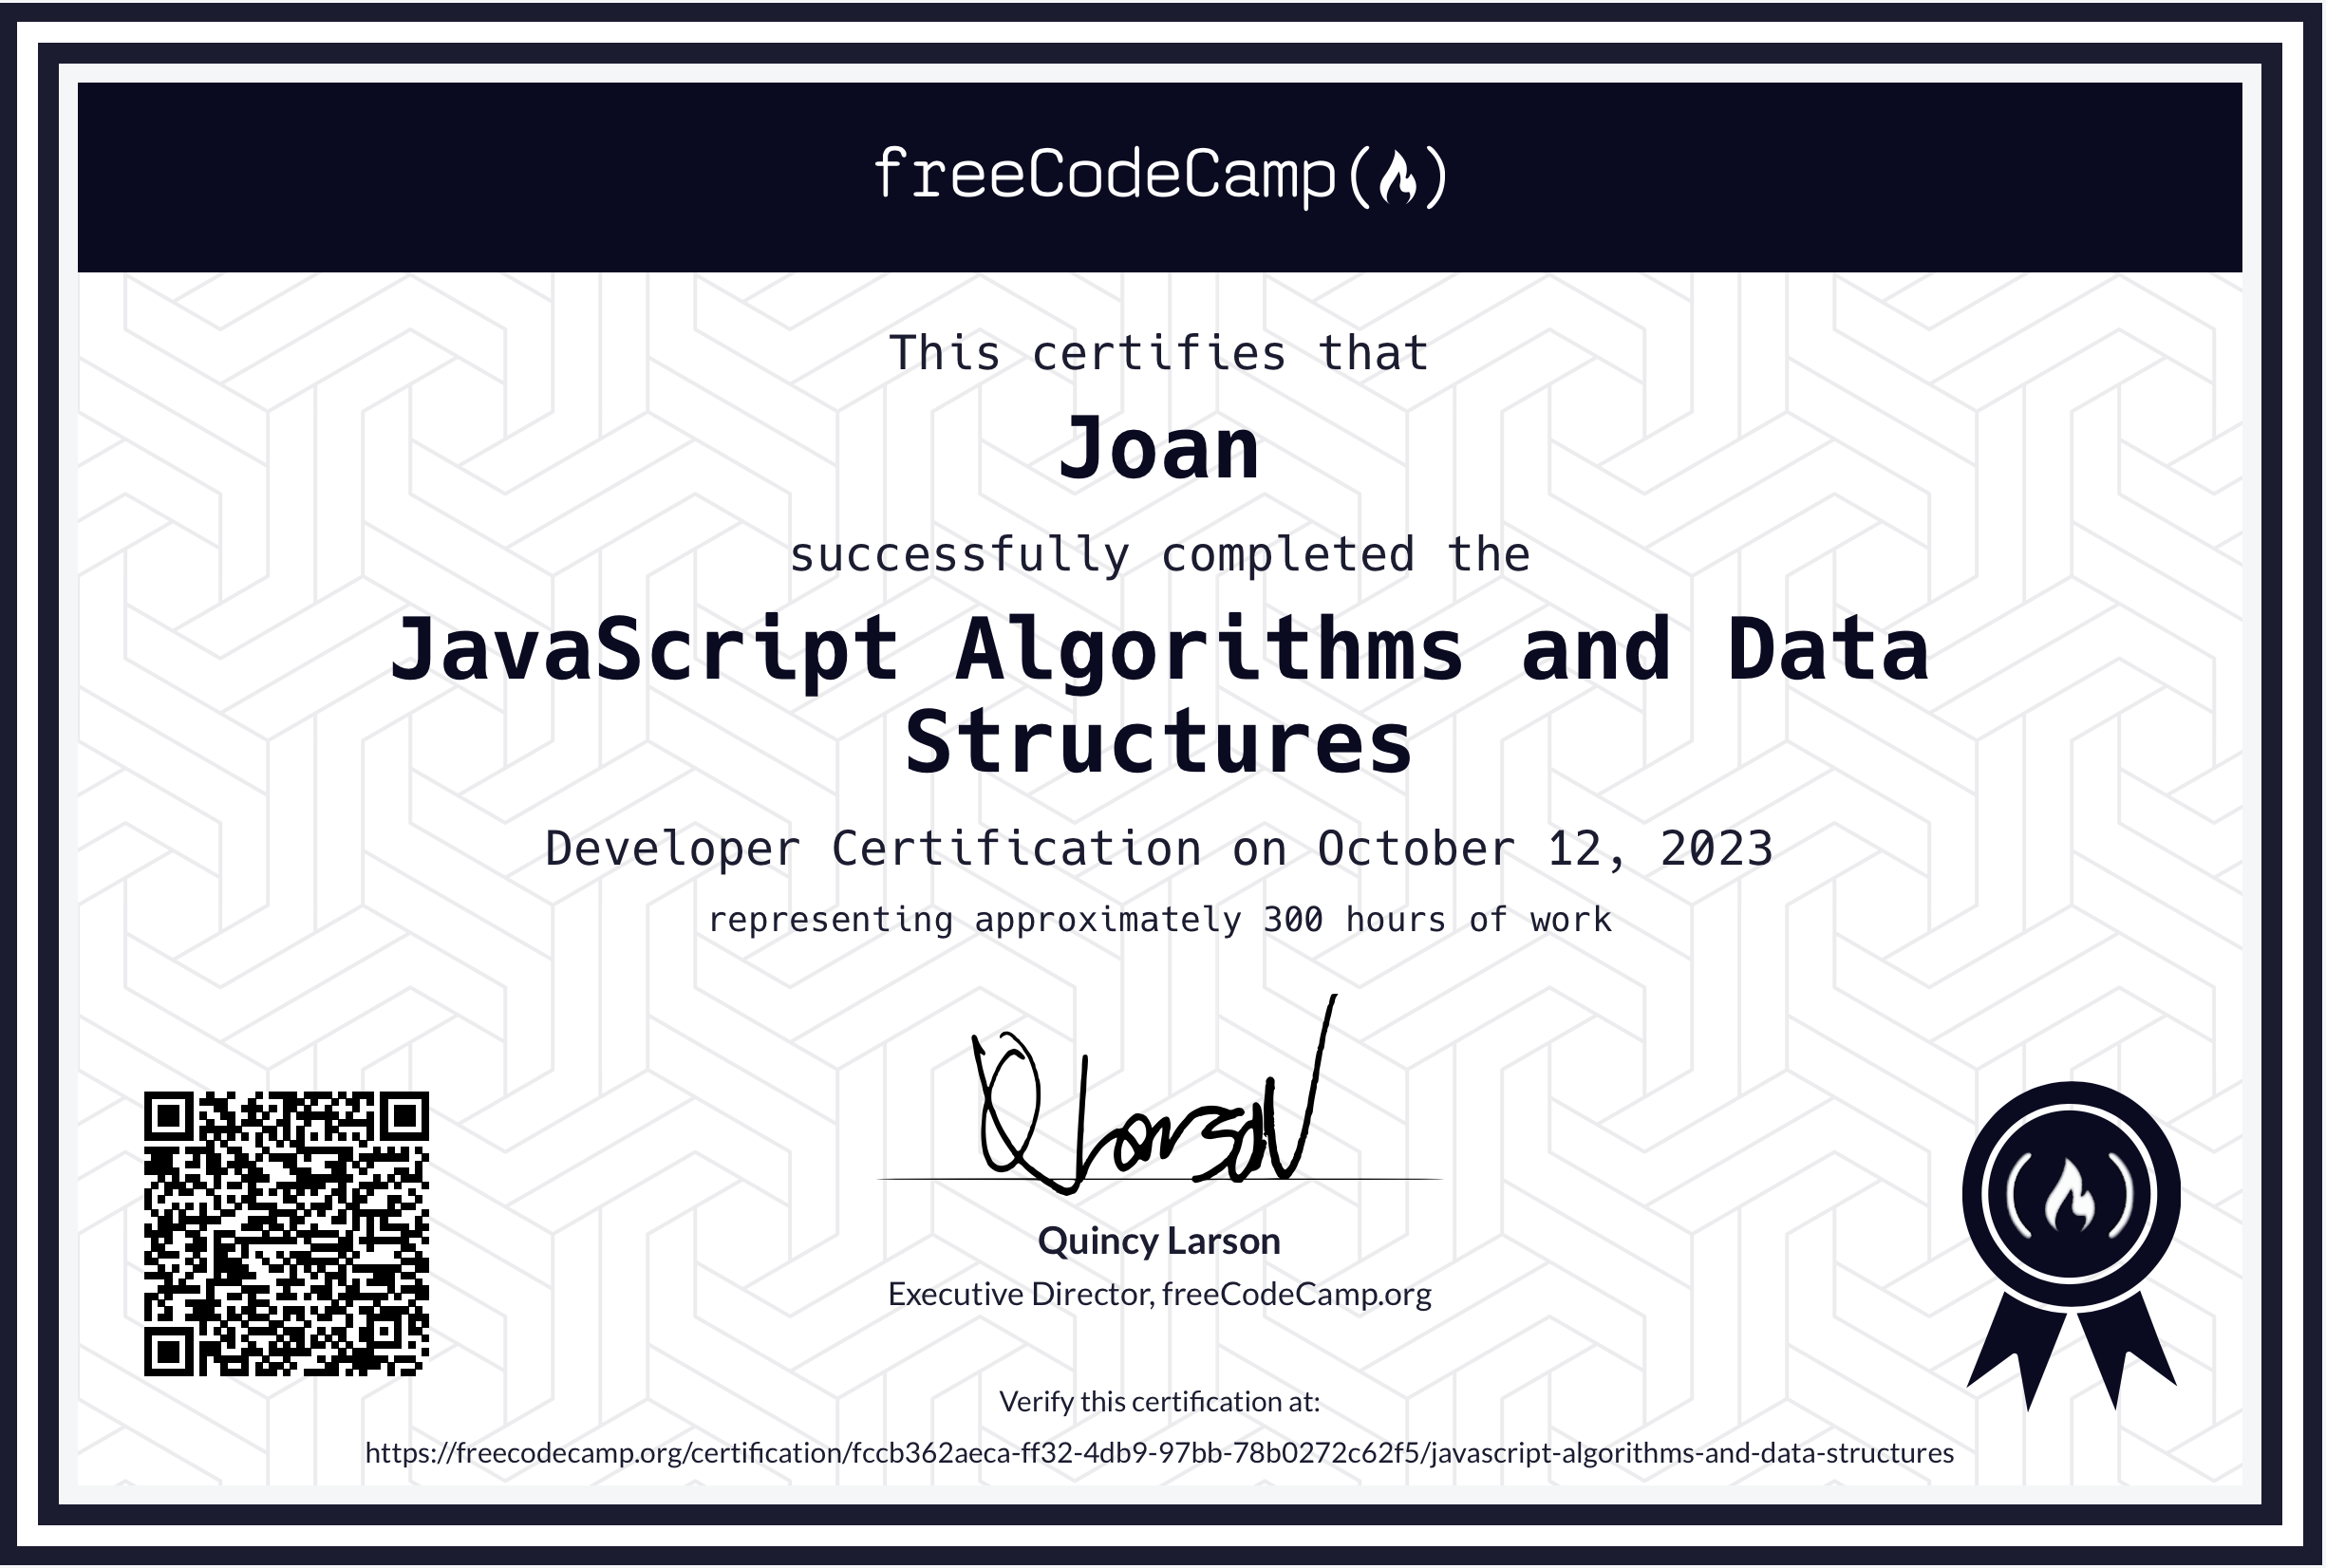 freeCodeCamp
This certifies that
Joan
successfully completed the
JavaScript Algorithms and Data
Structures
Developer Certification on October 12, 2023
representing approximately 300 hours of work
QLarson
Quincy Larson
Executive Director, freeCodeCamp.org
Verify this certification at:
https://freecodecamp.org/certification/fccb362aeca-ff32-4db9-97bb-78b0272c62f5/javascript-algorithms-and-data-structures